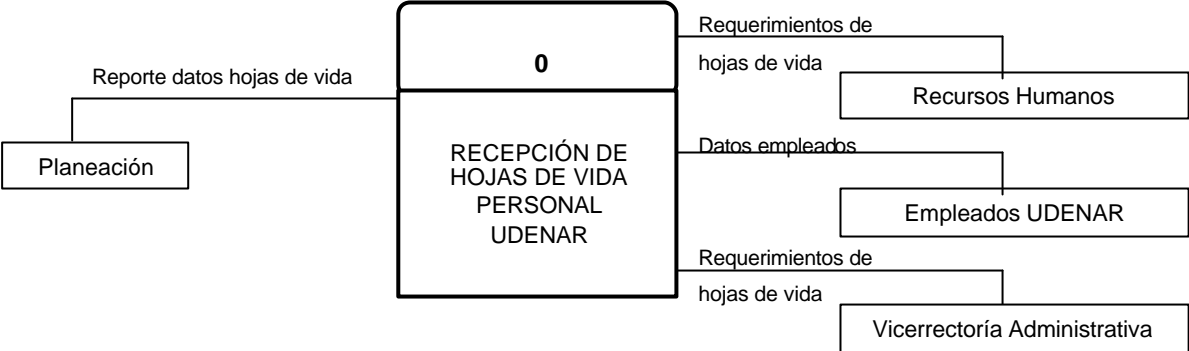 Reporte datos hojas de vida
Planeación
0
RECEPCIÓN DE
HOJAS DE VIDA
PERSONAL
UDENAR
Requerimientos de
hojas de vida
Recursos Humanos
Datos empleados
Empleados UDENAR
Requerimientos de
hojas de vida
Vicerrectoría Administrativa